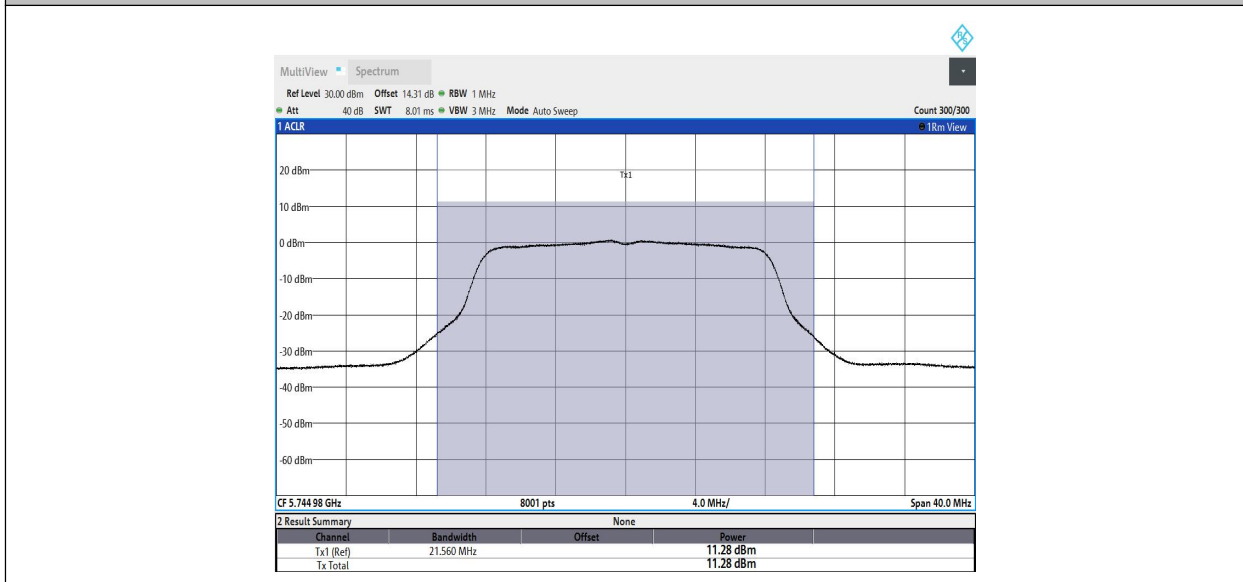 MultiView Spectrum
Ref Level 30.00 dBm Offset 14.31 dB RBW 1 MHz
Att 40 dB SWT 8.01 ms VBW 3 MHz Mode Auto Sweep Count 300/300
1 ACLR 1Rm View
20 dBm
Tx1
10 dBm
0 dBm
-10 dBm
-20 dBm
-30 dBm
-40 dBm
-50 dBm
-60 dBm
CF 5.744 98 GHz 8001 pts 4.0 MHz/ Span 40.0 MHz
2 Result Summary None
Channel Bandwidth Offset Power
Tx1 (Ref) 21.560 MHz 11.28 dBm
Tx Total 11.28 dBm